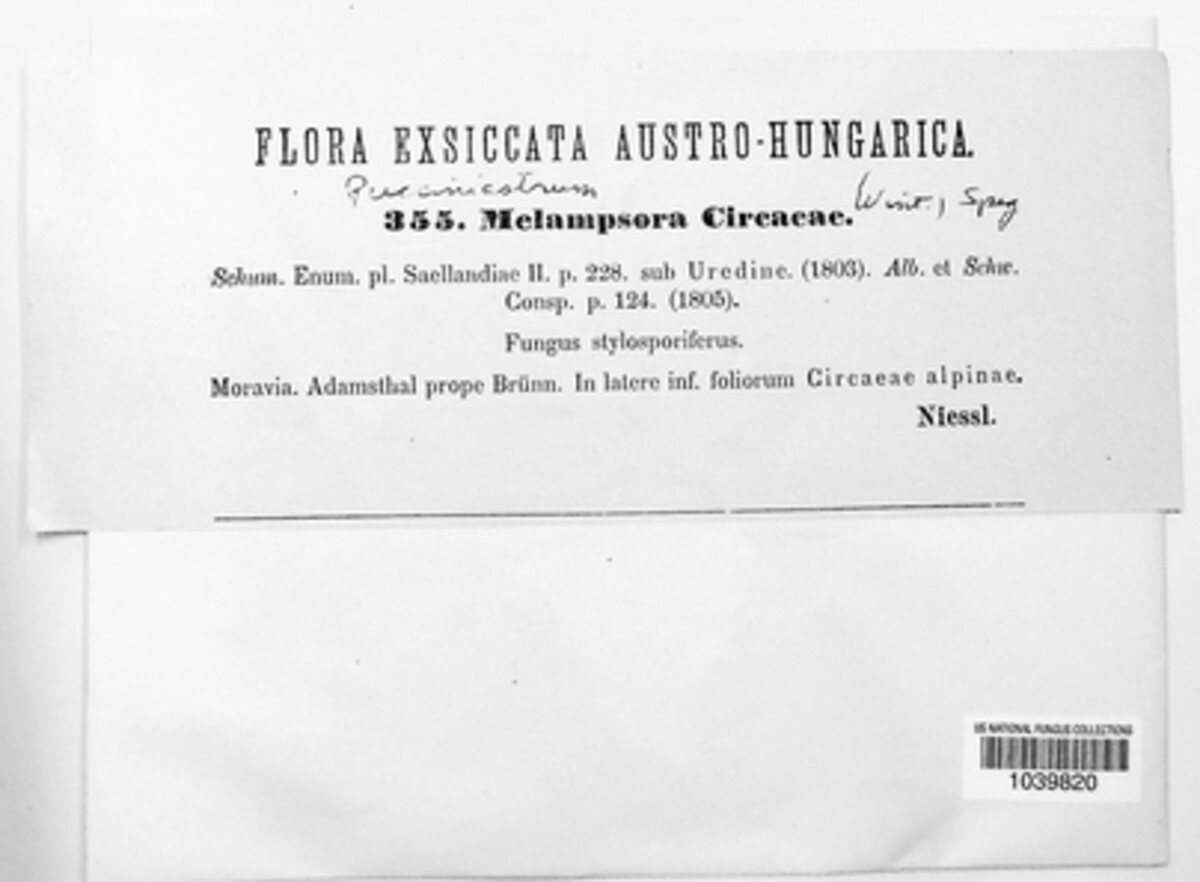 FLORA EXSICCATA AUSTRO-HUNGARICA.
Pucciniastrum (Wint.) Speg
355. Melampsora Circaeae.
Schum. Enum. pl. Saellandiae II. p. 228. sub Uredine. (1803). Alb. et Schw.
Consp. p. 124. (1805).
Fungus stylosporiferus.
Moravia. Adamsthal prope Brünn. In latere inf. foliorum Circaeae alpinae.
Niessl.
US NATIONAL FUNGUS COLLECTIONS
1039820